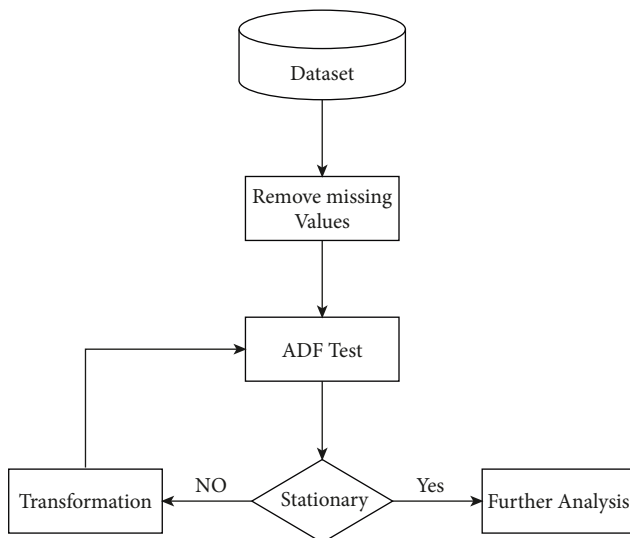 Dataset
Remove missing
Values
ADF Test
Transformation
NO
Stationary
Yes
Further Analysis